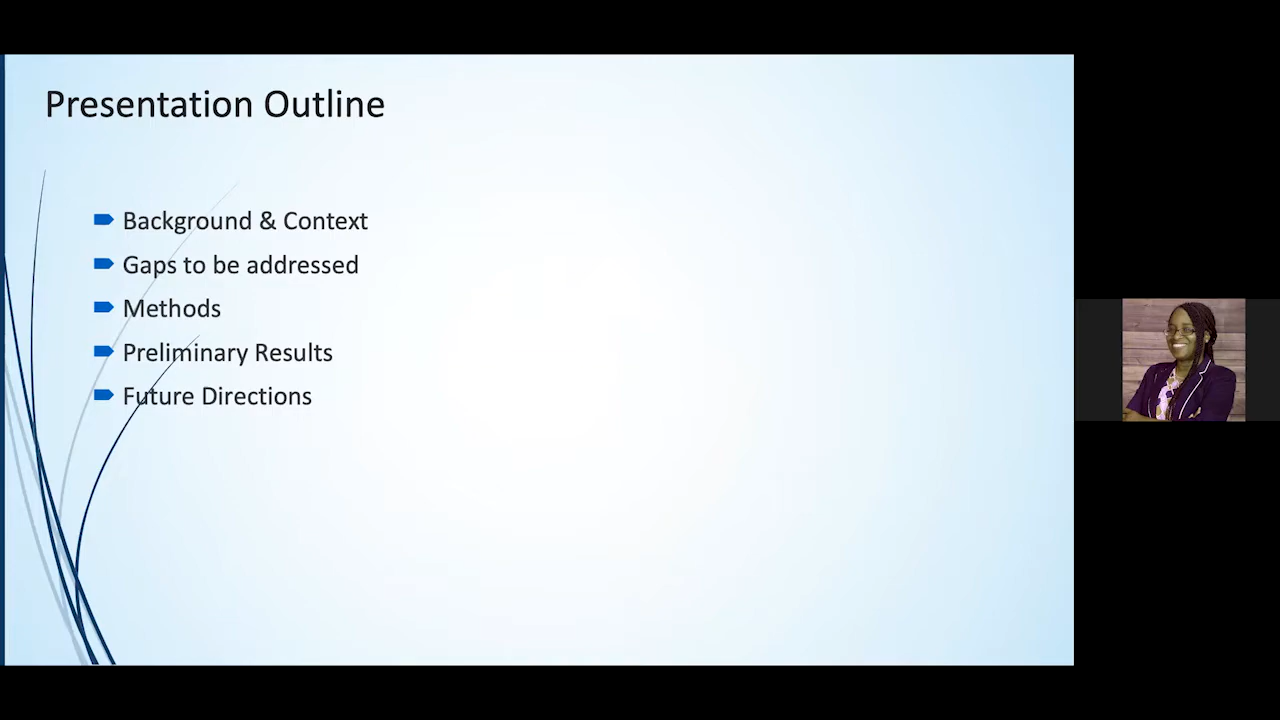 Presentation Outline
Background & Context
Gaps to be addressed
Methods
Preliminary Results
Future Directions